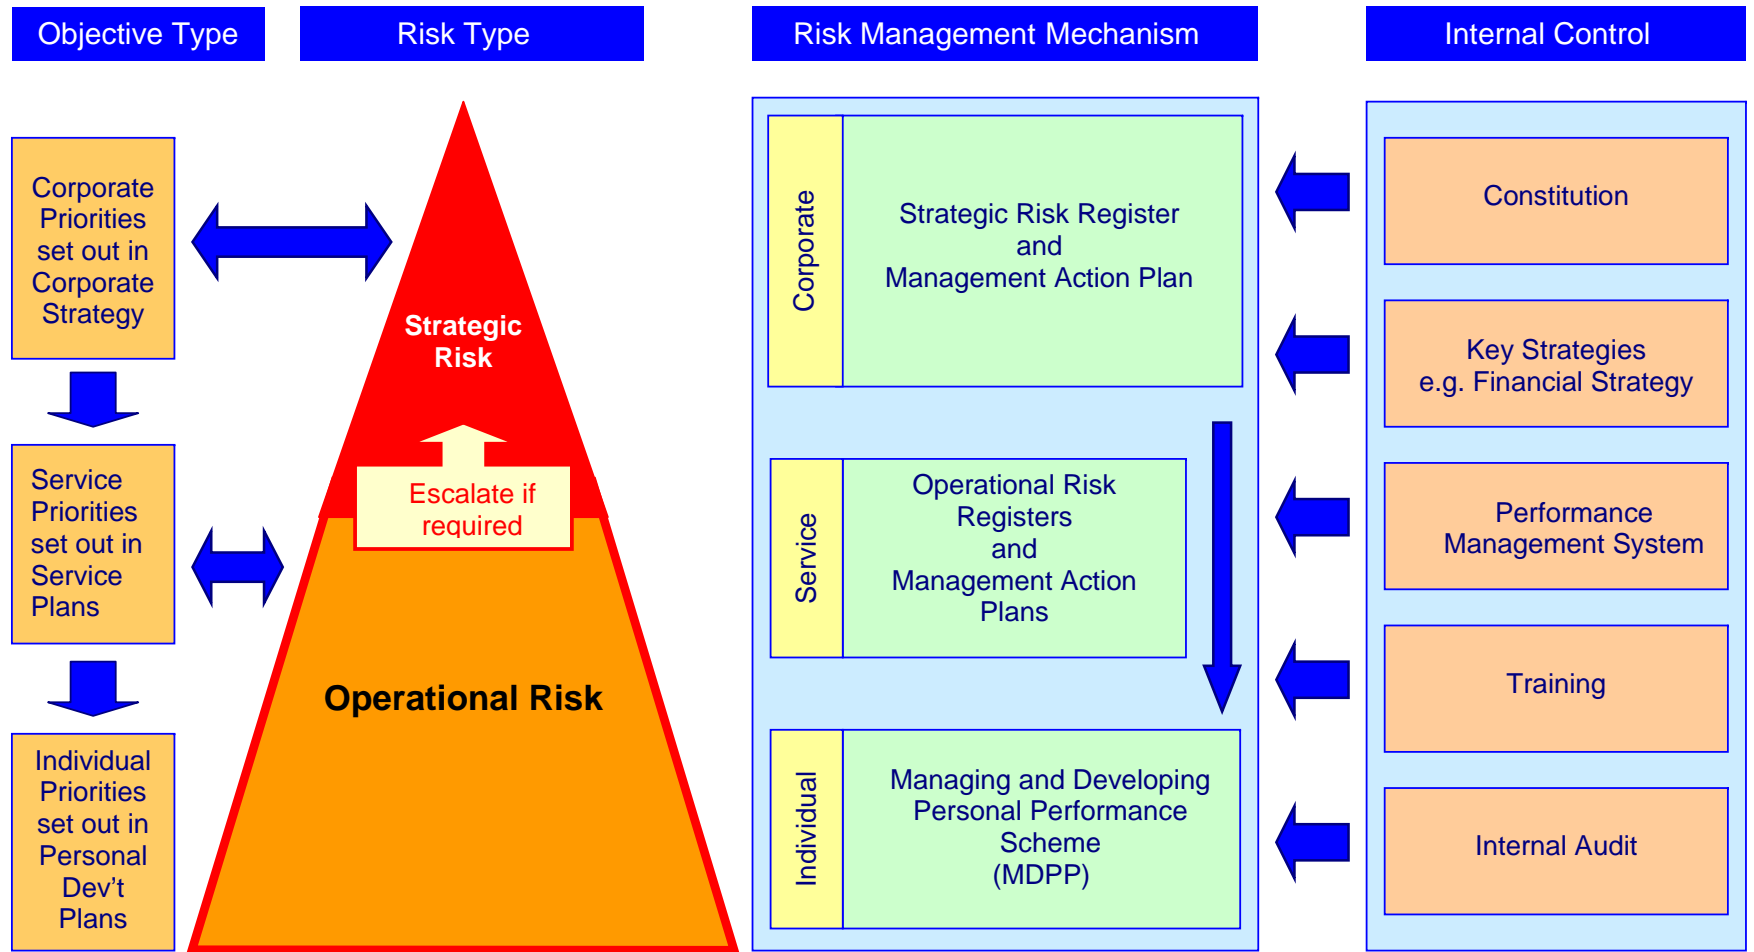 Objective Type
Risk Type
Risk Management Mechanism
Internal Control
Corporate
Priorities
set out in
Corporate
Strategy
Service
Priorities
set out in
Service
Plans
Individual
Priorities
set out in
Personal
Dev’t
Plans
Strategic
Risk
Escalate if
required
Operational Risk
Corporate
Strategic Risk Register
and
Management Action Plan
Service
Operational Risk
Registers
and
Management Action
Plans
Individual
Managing and Developing
Personal Performance
Scheme
(MDPP)
Constitution
Key Strategies
e.g. Financial Strategy
Performance
Management System
Training
Internal Audit